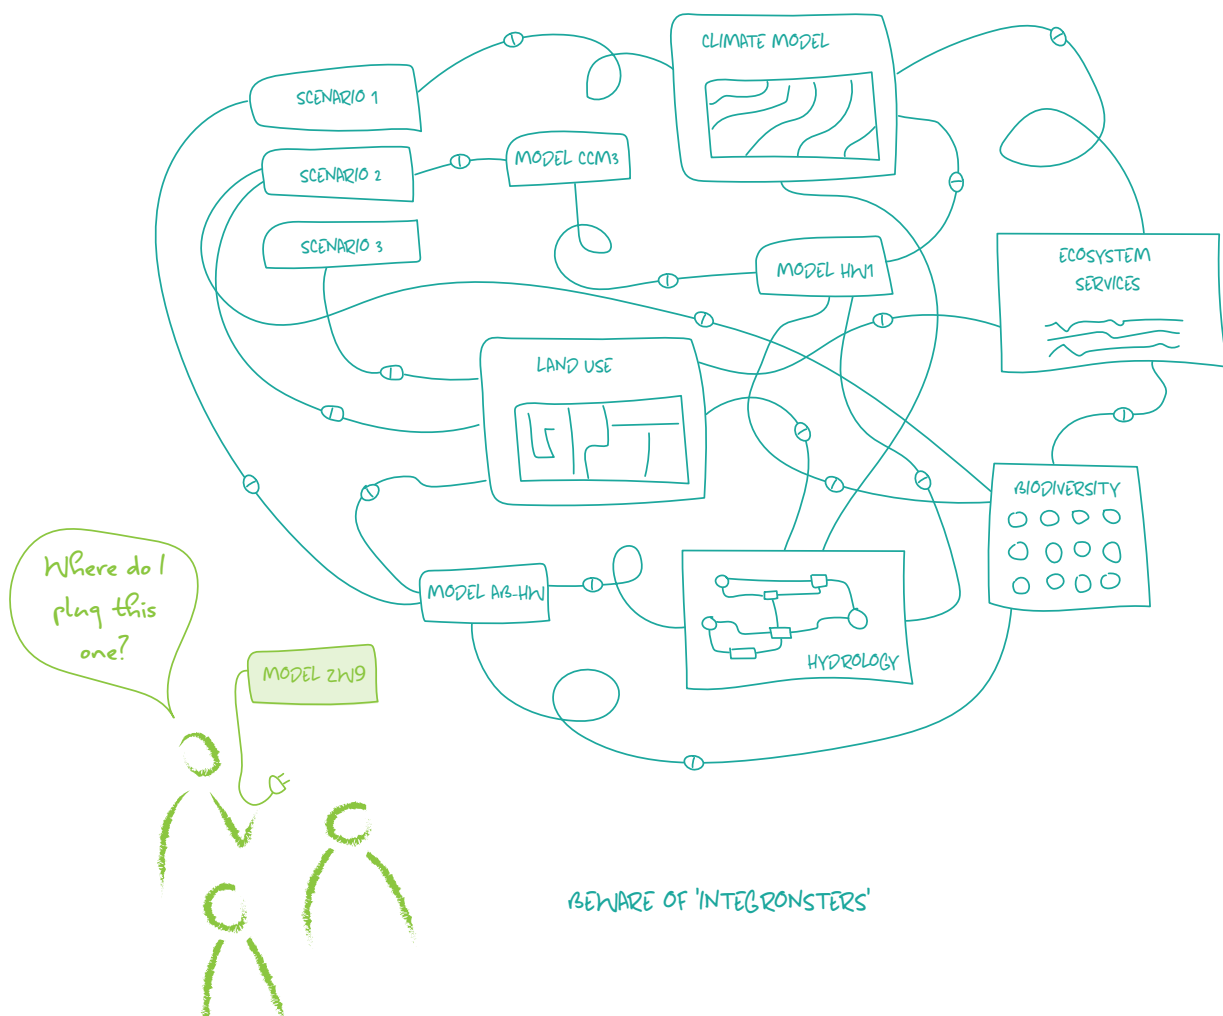 CLIMATE MODEL
SCENARIO 1
SCENARIO 2
MODEL CCM3
SCENARIO 3
MODEL HW1
ECOSYSTEM
SERVICES
LAND USE
BIODIVERSITY
MODEL AB-HW
HYDROLOGY
Where do I
plug this
one?
MODEL ZW9
BEWARE OF 'INTEGRONSTERS'